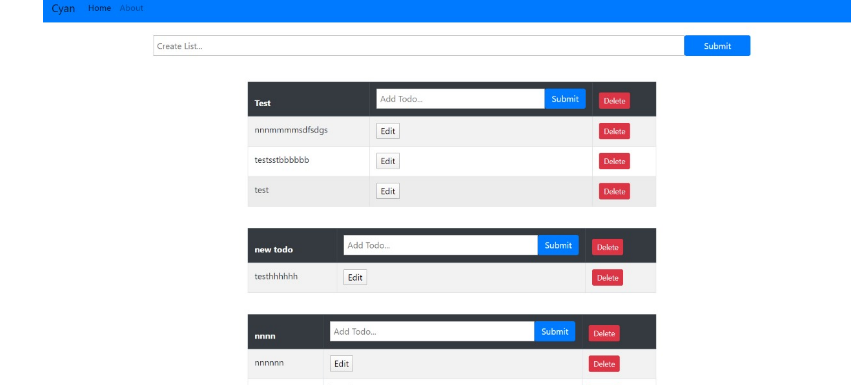 Cyan Home About
Create List... Submit
Test Add Todo... Submit Delete
nnnmmmmsdfsdgs Edit Delete
testsstbbbbbb Edit Delete
test Edit Delete
new todo Add Todo... Submit Delete
testhhhhhh Edit Delete
nnnn Add Todo... Submit Delete
nnnnnn Edit Delete